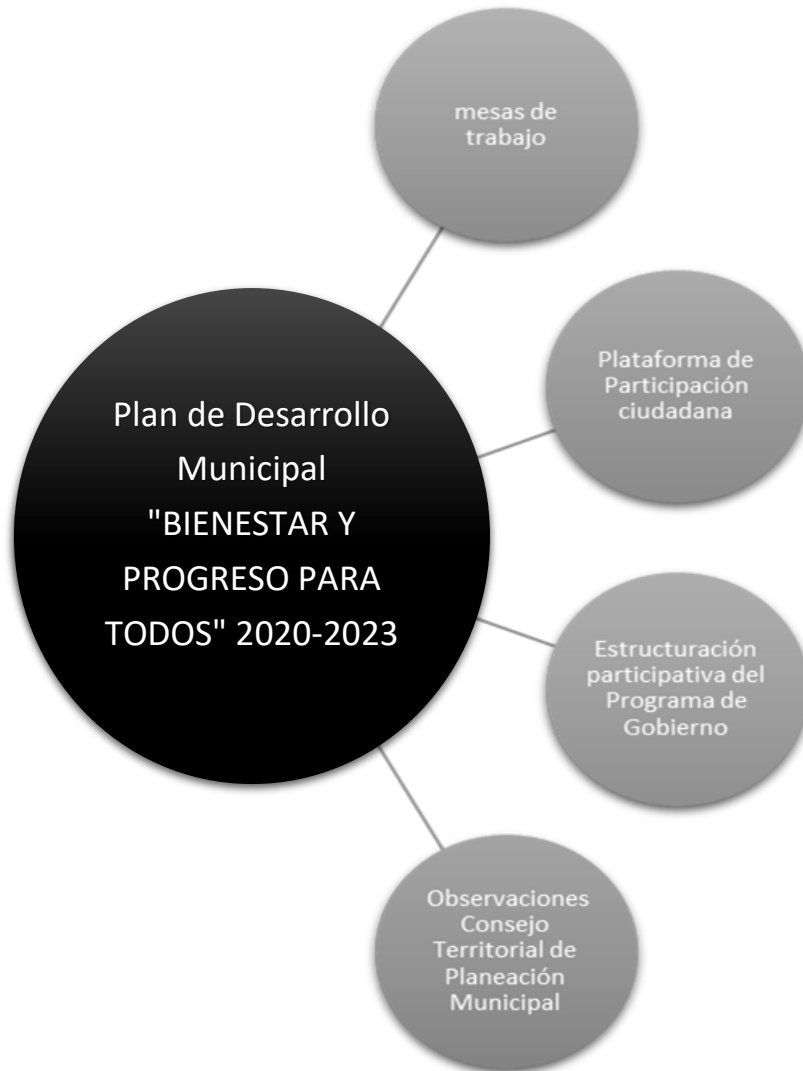 mesas de
trabajo
Plataforma de
Participación
ciudadana
Plan de Desarrollo
Municipal
"BIENESTAR Y
PROGRESO PARA
TODOS" 2020-2023
Estructuración
participativa del
Programa de
Gobierno
Observaciones
Consejo
Territorial de
Planeación
Municipal